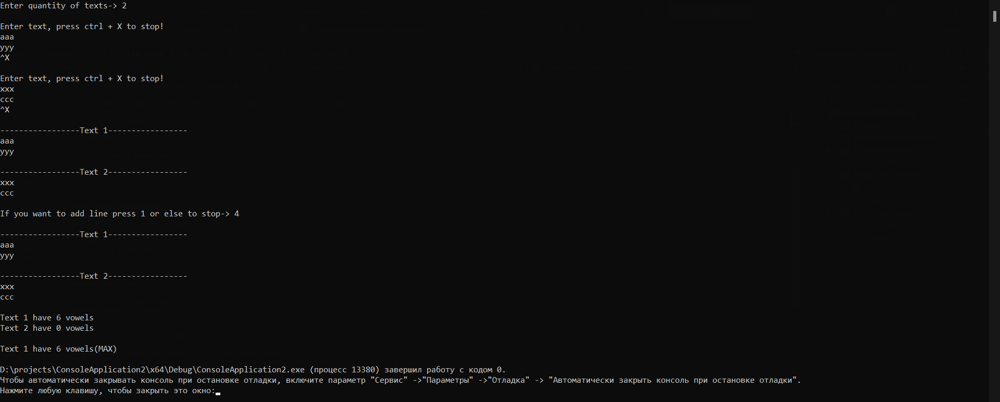 Enter quantity of texts-> 2
Enter text, press ctrl + X to stop!
aaa
yyy
^X
Enter text, press ctrl + X to stop!
xxx
ccc
^X
-----------------Text 1-----------------
aaa
yyy
-----------------Text 2-----------------
xxx
ccc
If you want to add line press 1 or else to stop-> 4
-----------------Text 1-----------------
aaa
yyy
-----------------Text 2-----------------
xxx
ccc
Text 1 have 6 vowels
Text 2 have 0 vowels
Text 1 have 6 vowels(MAX)
D:\projects\ConsoleApplication2\x64\Debug\ConsoleApplication2.exe (процесс 13380) завершил работу с кодом 0.
Чтобы автоматически закрывать консоль при остановке отладки, включите параметр "Сервис" ->"Параметры" ->"Отладка" -> "Автоматически закрыть консоль при остановке отладки".
Нажмите любую клавишу, чтобы закрыть это окно: